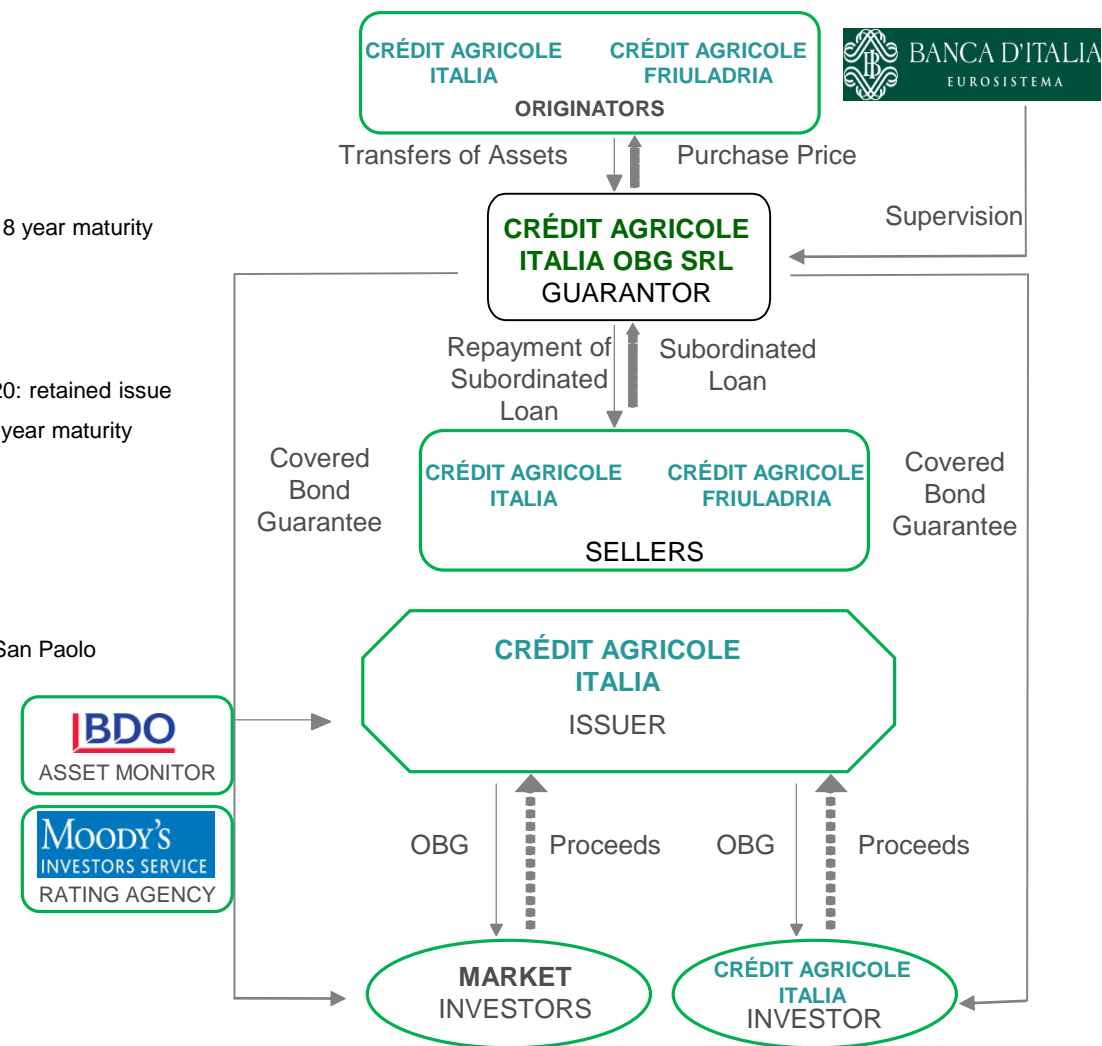 CRÉDIT AGRICOLE
ITALIA
CRÉDIT AGRICOLE
FRIULADRIA
ORIGINATORS
BANCA D'ITALIA
EUROSISTEMA
Transfers of Assets
Purchase Price
8 year maturity
CRÉDIT AGRICOLE
ITALIA OBG SRL
GUARANTOR
Supervision
Repayment of
Subordinated
Loan
Subordinated
Loan
20: retained issue
year maturity
Covered
Bond
Guarantee
CRÉDIT AGRICOLE
ITALIA
CRÉDIT AGRICOLE
FRIULADRIA
SELLERS
Covered
Bond
Guarantee
San Paolo
CRÉDIT AGRICOLE
ITALIA
ISSUER
BDO
ASSET MONITOR
MOODY'S
INVESTORS SERVICE
RATING AGENCY
OBG
Proceeds
OBG
Proceeds
MARKET
INVESTORS
CRÉDIT AGRICOLE
ITALIA
INVESTOR